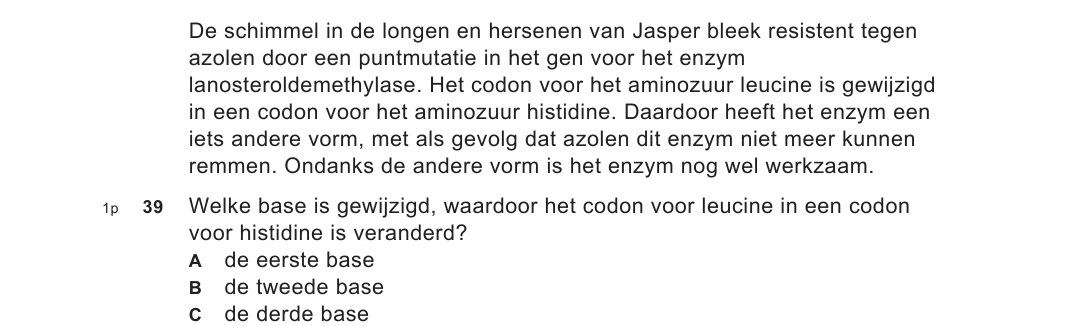 De schimmel in de longen en hersenen van Jasper bleek resistent tegen
azolen door een puntmutatie in het gen voor het enzym
lanosteroldemethylase. Het codon voor het aminozuur leucine is gewijzigd
in een codon voor het aminozuur histidine. Daardoor heeft het enzym een
iets andere vorm, met als gevolg dat azolen dit enzym niet meer kunnen
remmen. Ondanks de andere vorm is het enzym nog wel werkzaam.
1p 39 Welke base is gewijzigd, waardoor het codon voor leucine in een codon
voor histidine is veranderd?
A de eerste base
B de tweede base
C de derde base